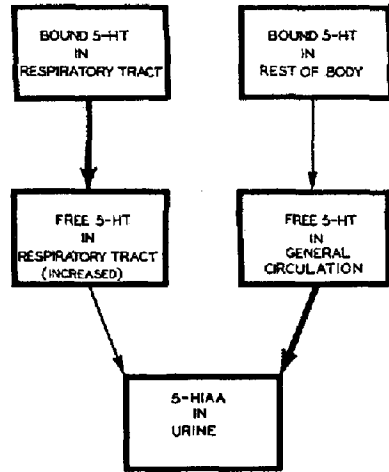 BOUND 5-HT
IN
RESPIRATORY TRACT
BOUND 5-HT
IN
REST OF BODY
FREE 5-HT
IN
RESPIRATORY TRACT
(INCREASED)
FREE 5-HT
IN
GENERAL
CIRCULATION
5-HIAA
IN
URINE